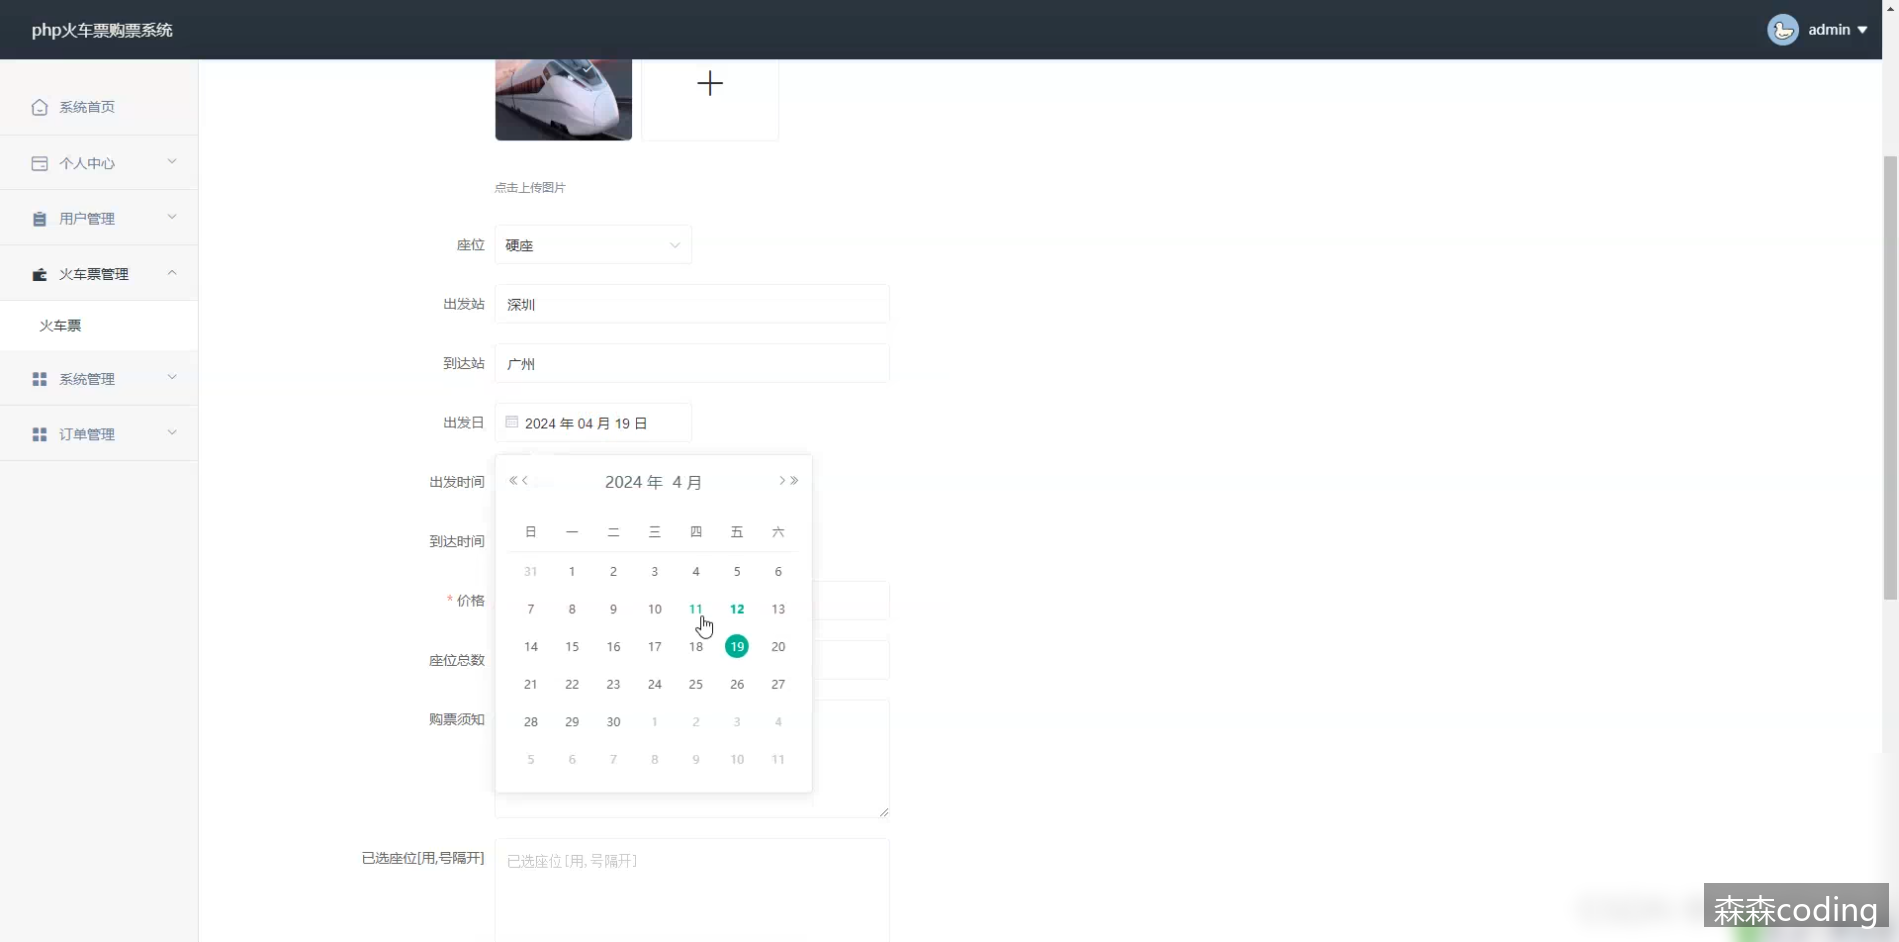 php火车票购票系统
admin
系统首页
个人中心
用户管理
火车票管理
火车票
系统管理
订单管理
点击上传图片
座位 硬座
出发站 深圳
到达站 广州
出发日 2024 年 04 月 19 日
出发时间
到达时间
* 价格
座位总数
购票须知
2024 年 4 月
日 一 二 三 四 五 六
31 1 2 3 4 5 6
7 8 9 10 11 12 13
14 15 16 17 18 19 20
21 22 23 24 25 26 27
28 29 30 1 2 3 4
5 6 7 8 9 10 11
已选座位[用,号隔开] 已选座位[用,号隔开]
森森coding